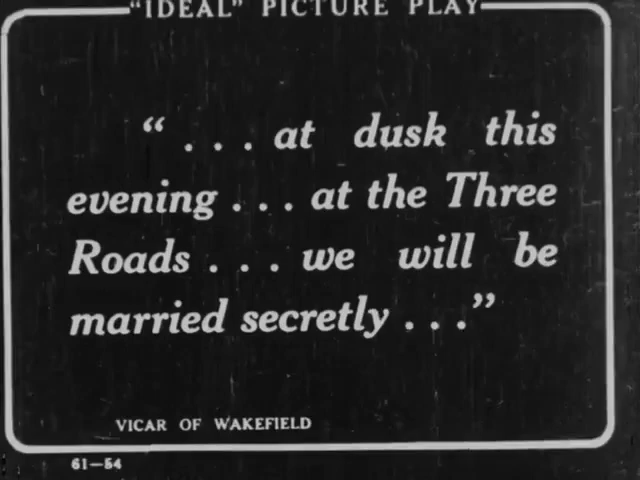 "IDEAL" PICTURE PLAY
" . . . at dusk this
evening . . . at the Three
Roads . . . we will be
married secretly . . ."
VICAR OF WAKEFIELD
61—54